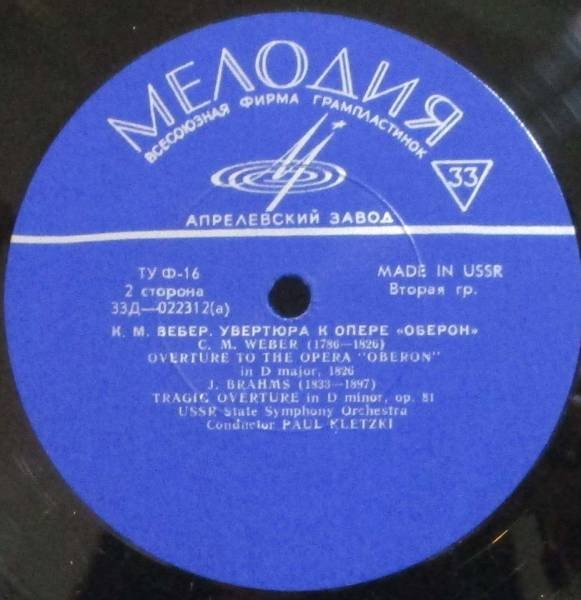 МЕЛОДИЯ
ВСЕСОЮЗНАЯ ФИРМА ГРАМПЛАСТИНОК
33
АПРЕЛЕВСКИЙ ЗАВОД
ТУ Ф-16
MADE IN USSR
2 сторона
Вторая гр.
33Д—022312(а)
К. М. ВЕБЕР. УВЕРТЮРА К ОПЕРЕ «ОБЕРОН»
C. M. WEBER (1786—1826)
OVERTURE TO THE OPERA "OBERON"
in D major, 1826
J. BRAHMS (1833—1897)
TRAGIC OVERTURE in D minor, op. 81
USSR State Symphony Orchestra
Conductor PAUL KLETZKI